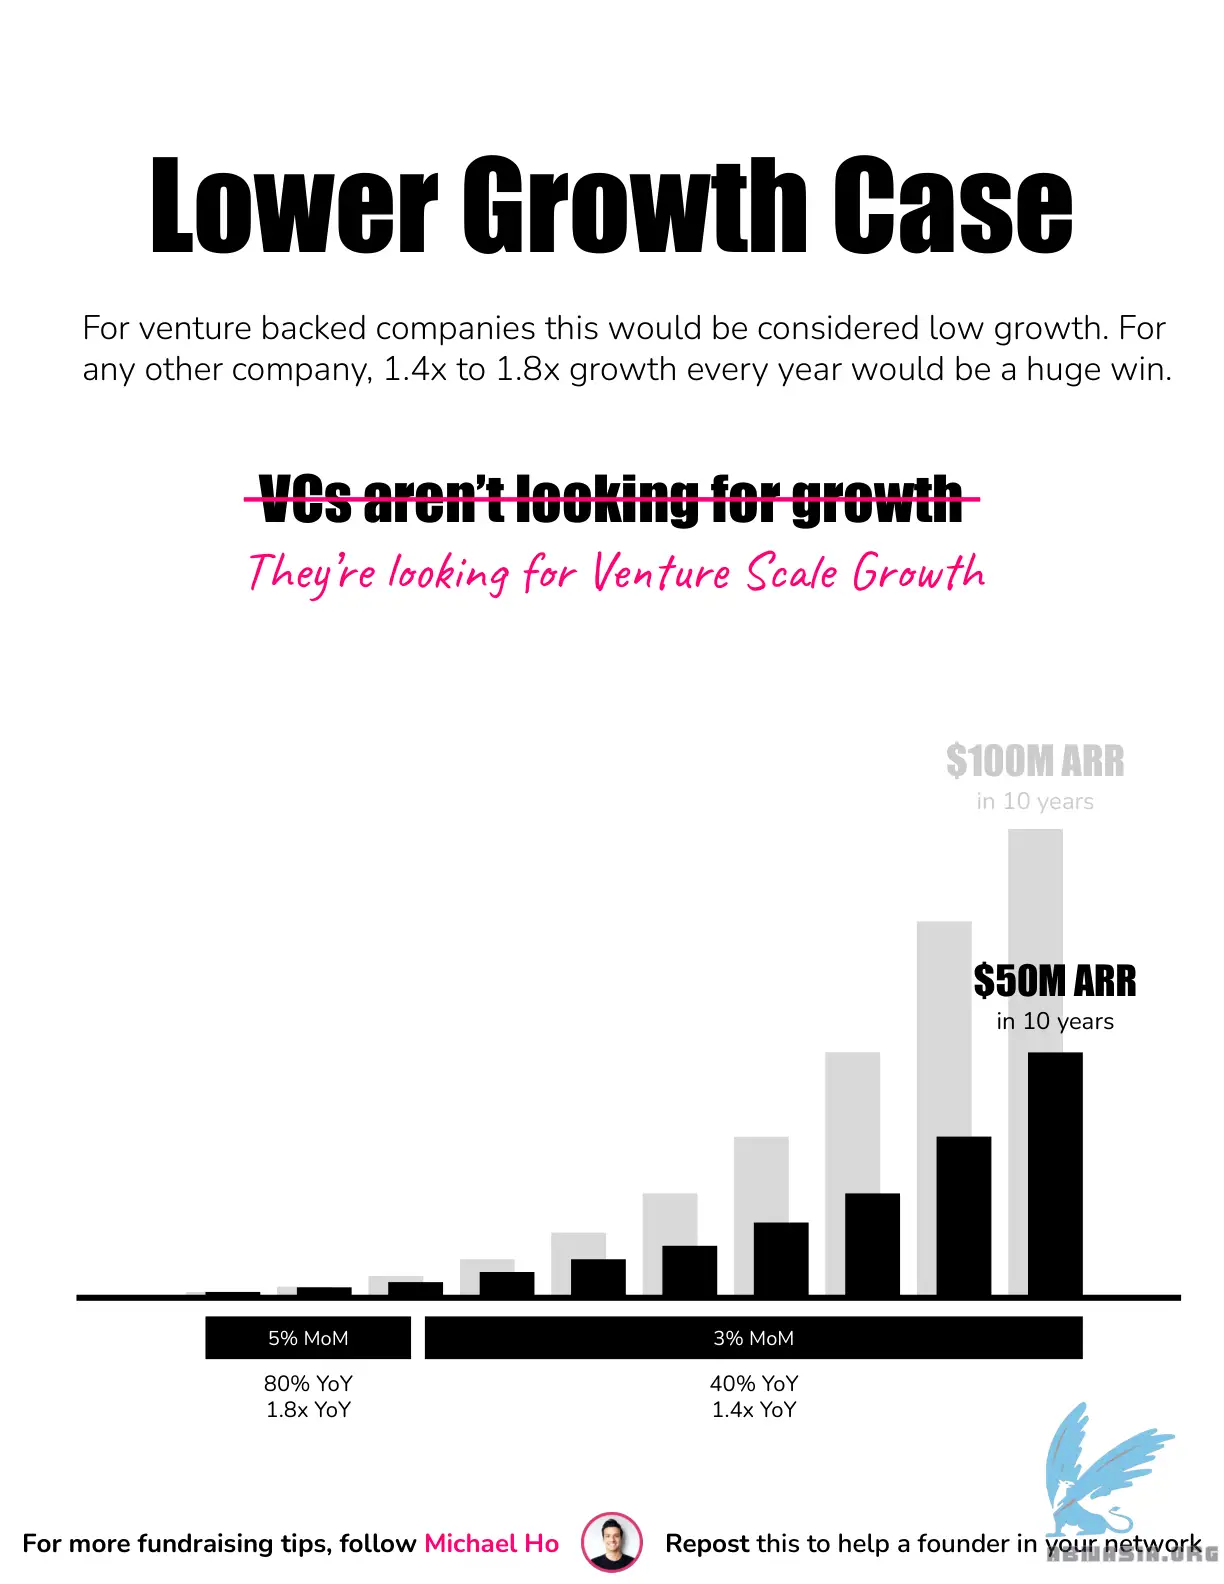 Lower Growth Case
For venture backed companies this would be considered low growth. For
any other company, 1.4x to 1.8x growth every year would be a huge win.
VCs aren't looking for growth
They're looking for Venture Scale Growth
$100M ARR
in 10 years
$50M ARR
in 10 years
5% MoM
3% MoM
80% YoY
1.8x YoY
40% YoY
1.4x YoY
For more fundraising tips, follow Michael Ho
Repost this to help a founder in your network
ABMASIA.ORG